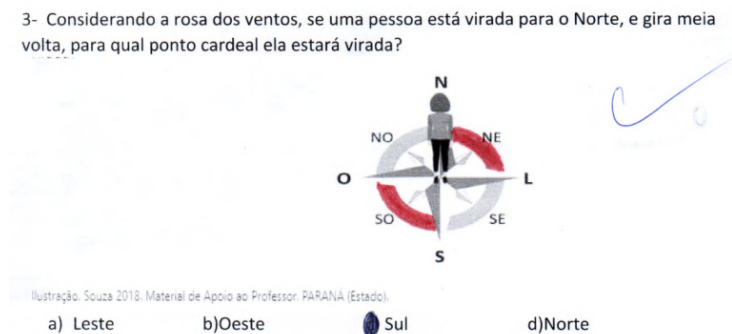 3- Considerando a rosa dos ventos, se uma pessoa está virada para o Norte, e gira meia
volta, para qual ponto cardeal ela estará virada?
N
NO NE
O L
SO SE
S
Ilustração. Souza 2018. Material de Apoio ao Professor. PARANÁ (Estado).
a) Leste b)Oeste Sul d)Norte